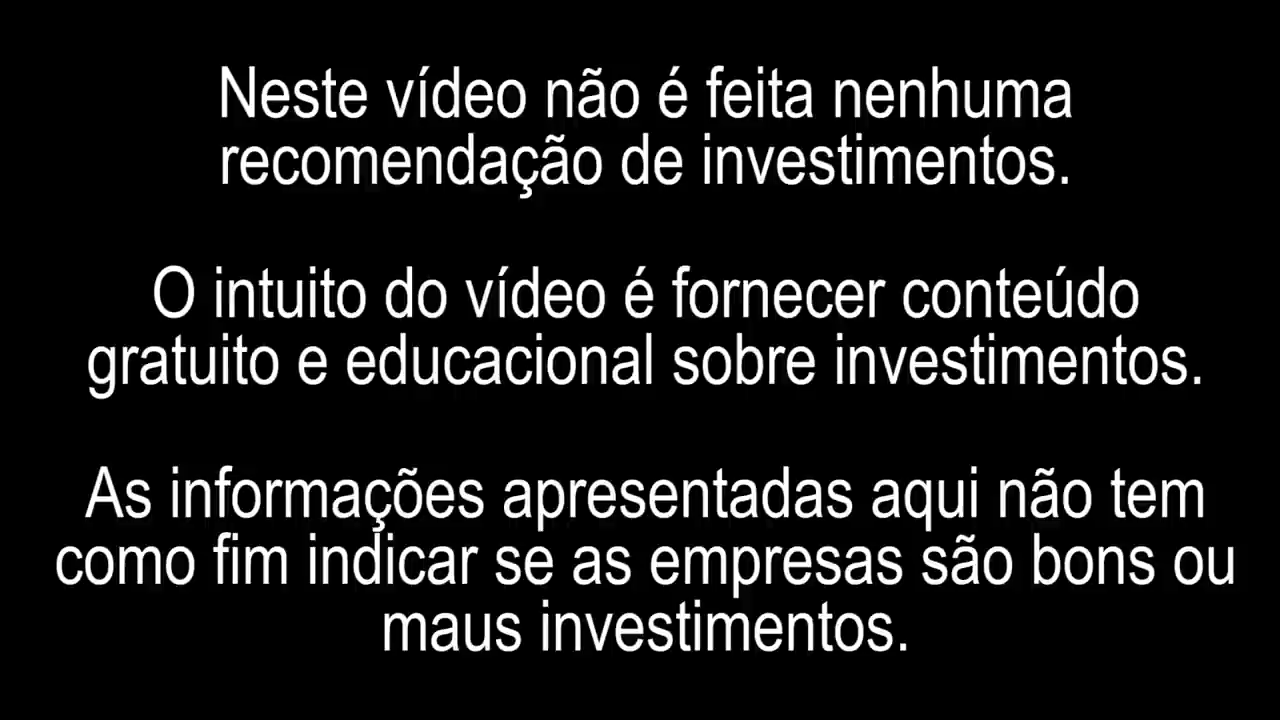 Neste vídeo não é feita nenhuma
recomendação de investimentos.
O intuito do vídeo é fornecer conteúdo
gratuito e educacional sobre investimentos.
As informações apresentadas aqui não tem
como fim indicar se as empresas são bons ou
maus investimentos.